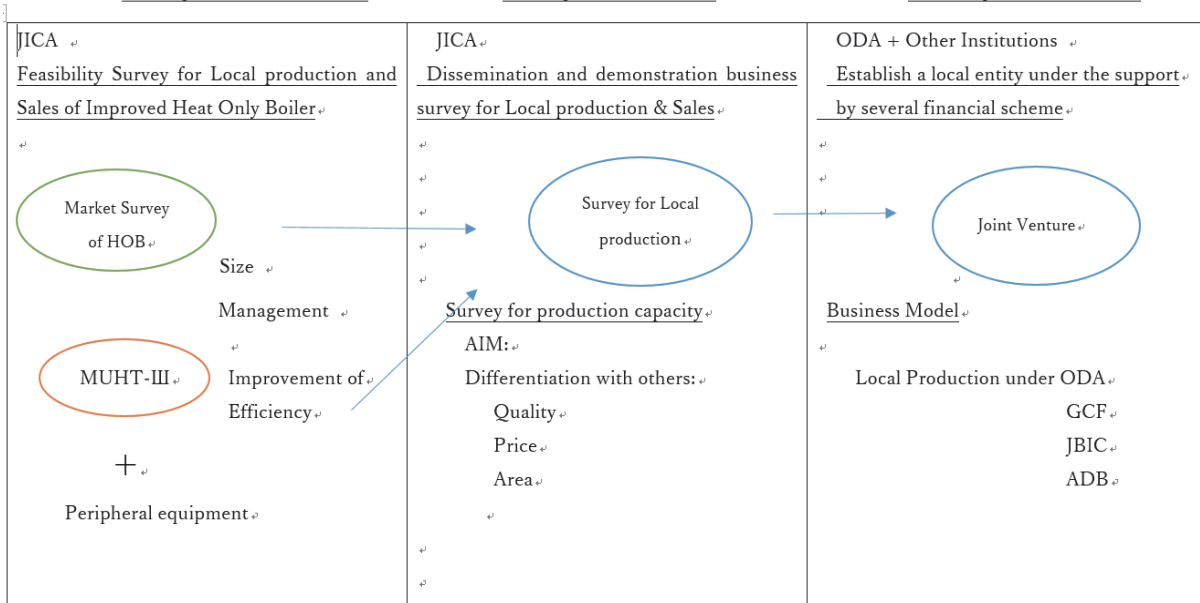 JICA
Feasibility Survey for Local production and
Sales of Improved Heat Only Boiler
Market Survey
of HOB
Size
Management
MUHT-Ⅲ
Improvement of
Efficiency
+
Peripheral equipment
JICA
Dissemination and demonstration business
survey for Local production & Sales
Survey for Local
production
Survey for production capacity
AIM:
Differentiation with others:
Quality
Price
Area
ODA + Other Institutions
Establish a local entity under the support
by several financial scheme
Joint Venture
Business Model
Local Production under ODA
GCF
JBIC
ADB